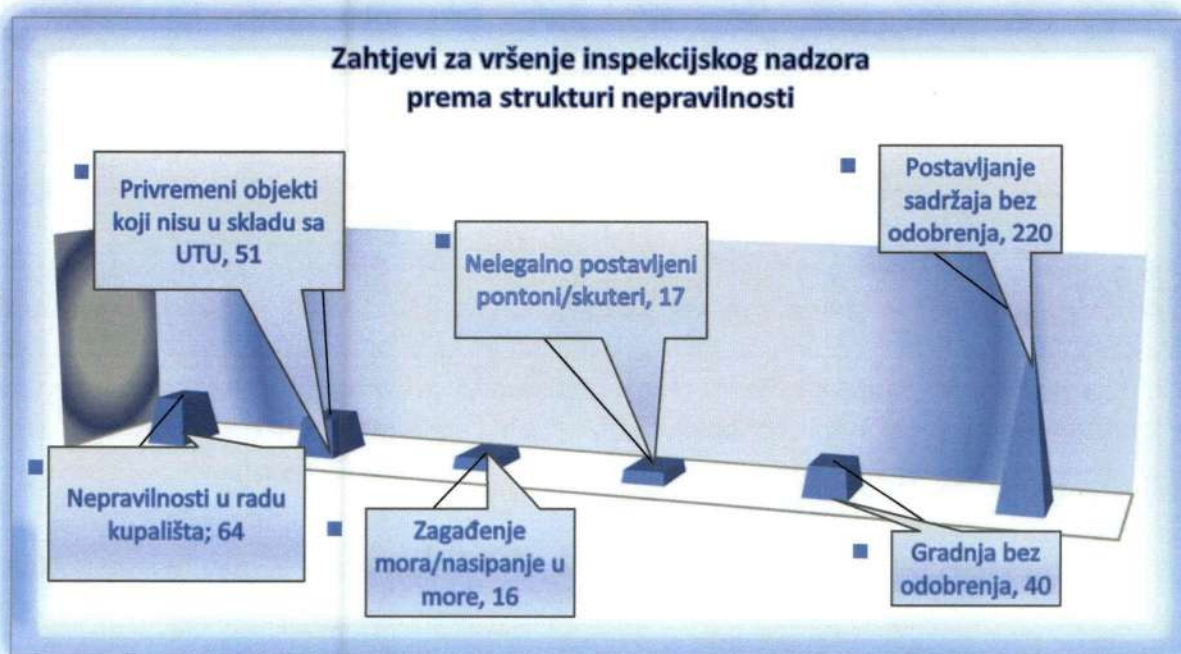 Zahtjevi za vršenje inspekcijskog nadzora
prema strukturi nepravilnosti
Privremeni objekti
koji nisu u skladu sa
UTU, 51
Nelegalno postavljeni
pontoni/skuteri, 17
Postavljanje
sadržaja bez
odobrenja, 220
Nepravilnosti u radu
kupališta; 64
Zagađenje
mora/nasipanje u
more, 16
Gradnja bez
odobrenja, 40